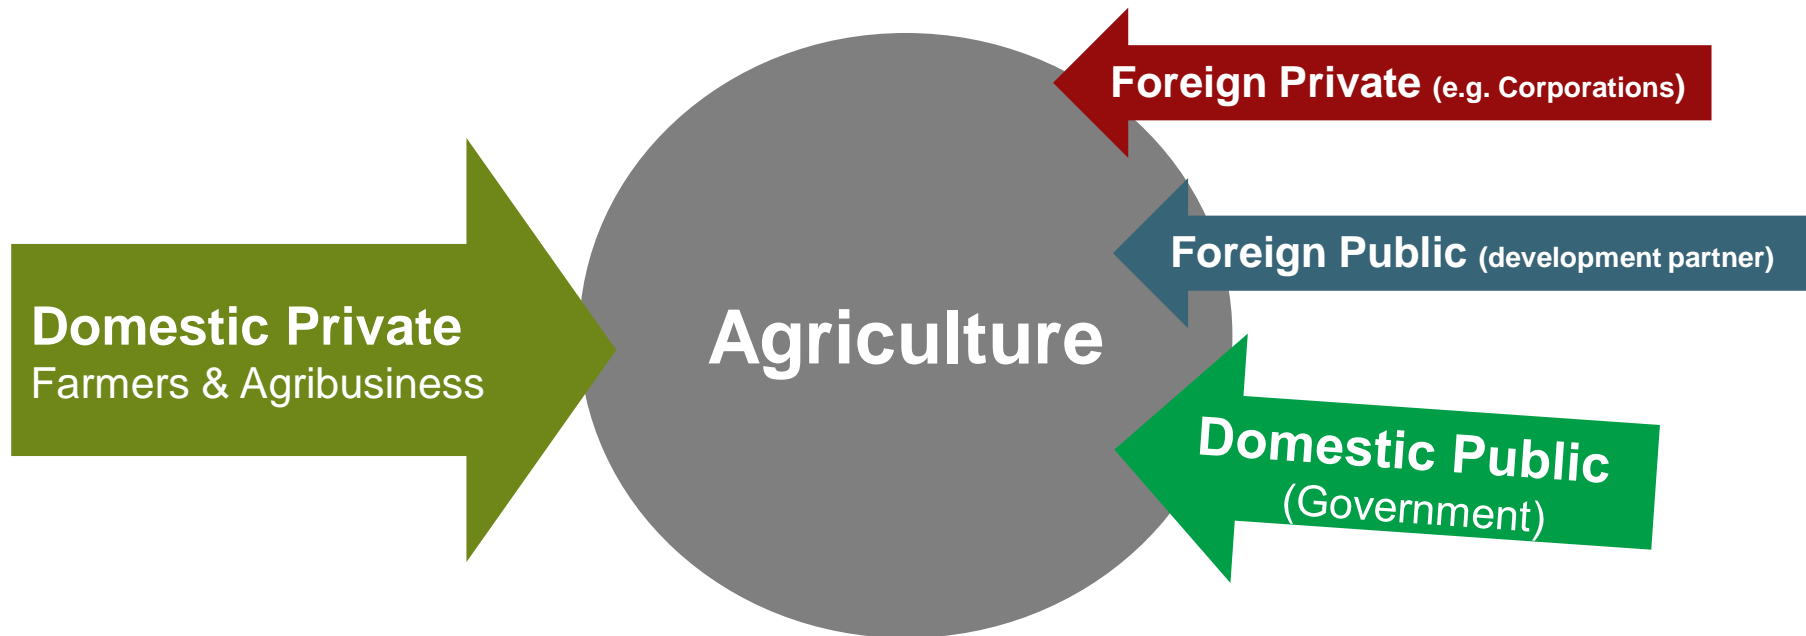 Foreign Private (e.g. Corporations)
Foreign Public (development partner)
Domestic Private
Farmers & Agribusiness
Agriculture
Domestic Public
(Government)